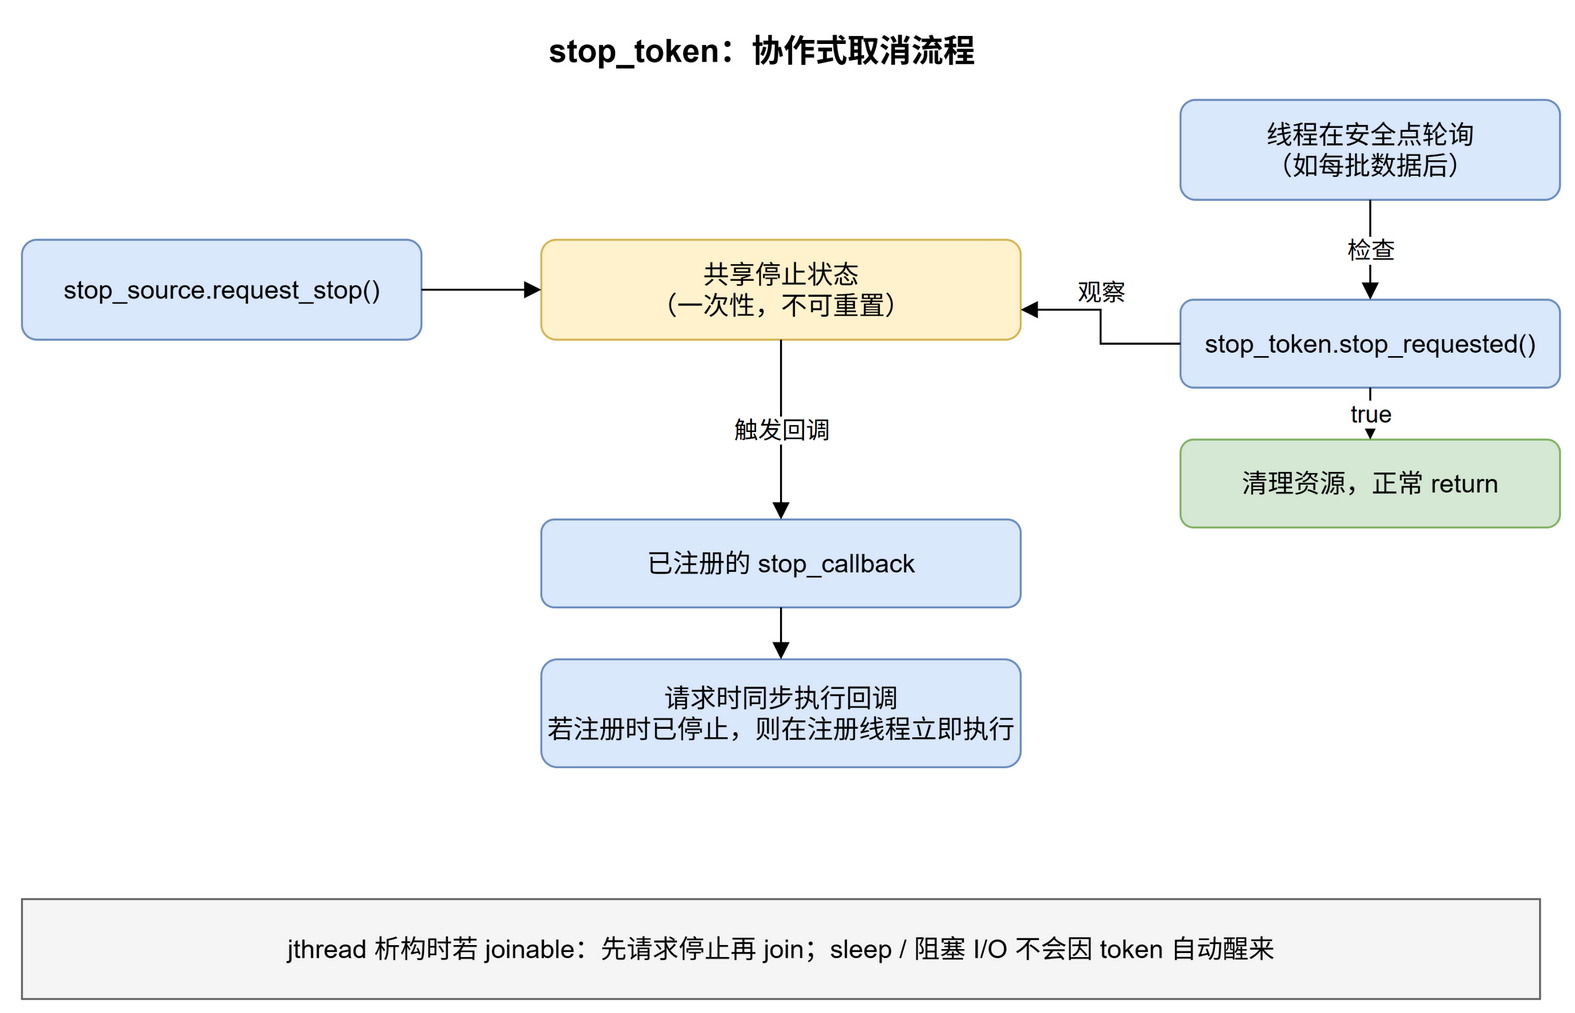 stop_token：协作式取消流程
线程在安全点轮询
（如每批数据后）
检查
stop_source.request_stop()
共享停止状态
（一次性，不可重置）
观察
stop_token.stop_requested()
true
清理资源，正常 return
触发回调
已注册的 stop_callback
请求时同步执行回调
若注册时已停止，则在注册线程立即执行
jthread 析构时若 joinable：先请求停止再 join；sleep / 阻塞 I/O 不会因 token 自动醒来